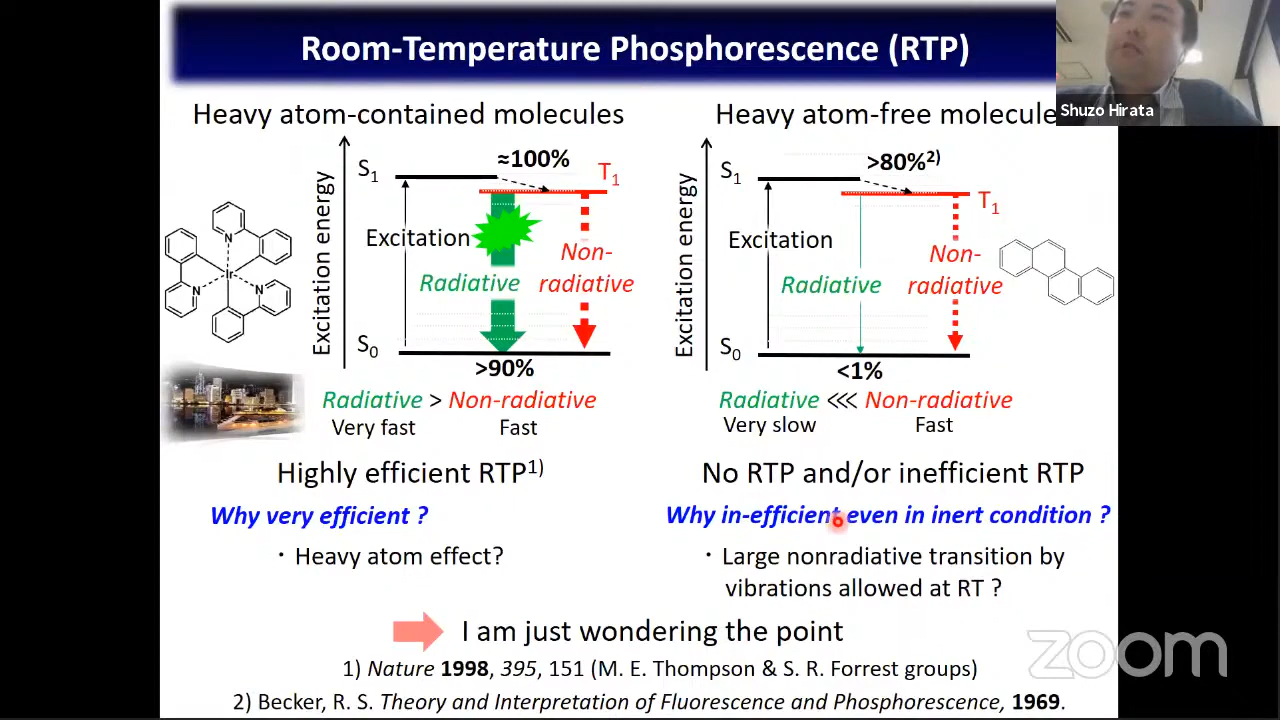 Room-Temperature Phosphorescence (RTP)
Shuzo Hirata
Heavy atom-contained molecules
S1
≈100%
T1
Excitation energy
Excitation
Radiative
Non-
radiative
N
Ir
N
N
S0
>90%
Radiative > Non-radiative
Very fast Fast
Highly efficient RTP1)
Why very efficient ?
・Heavy atom effect?
Heavy atom-free molecule
S1
>80%2)
T1
Excitation energy
Excitation
Radiative
Non-
radiative
S0
<1%
Radiative <<< Non-radiative
Very slow Fast
No RTP and/or inefficient RTP
Why in-efficient even in inert condition ?
・Large nonradiative transition by
vibrations allowed at RT ?
I am just wondering the point
1) Nature 1998, 395, 151 (M. E. Thompson & S. R. Forrest groups)
2) Becker, R. S. Theory and Interpretation of Fluorescence and Phosphorescence, 1969.
zoom